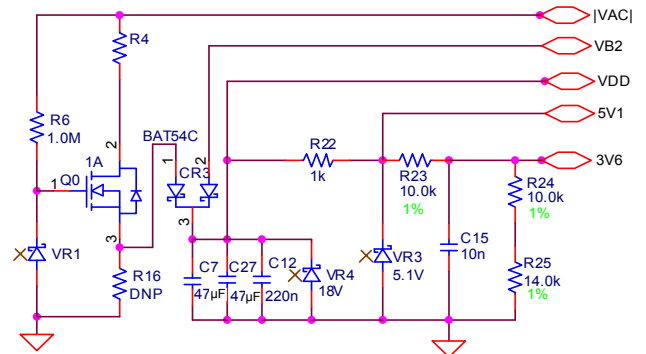 |VAC|
R4
VB2
VDD
R6
1.0M
5V1
1A
2
BAT54C
R22
1k
1
Q0
1
2
CR3
R23
10.0k
1%
3V6
R24
10.0k
1%
3
3
VR1
R16
DNP
C7
47µF
C27
47µF
C12
220n
VR4
18V
VR3
5.1V
C15
10n
R25
14.0k
1%